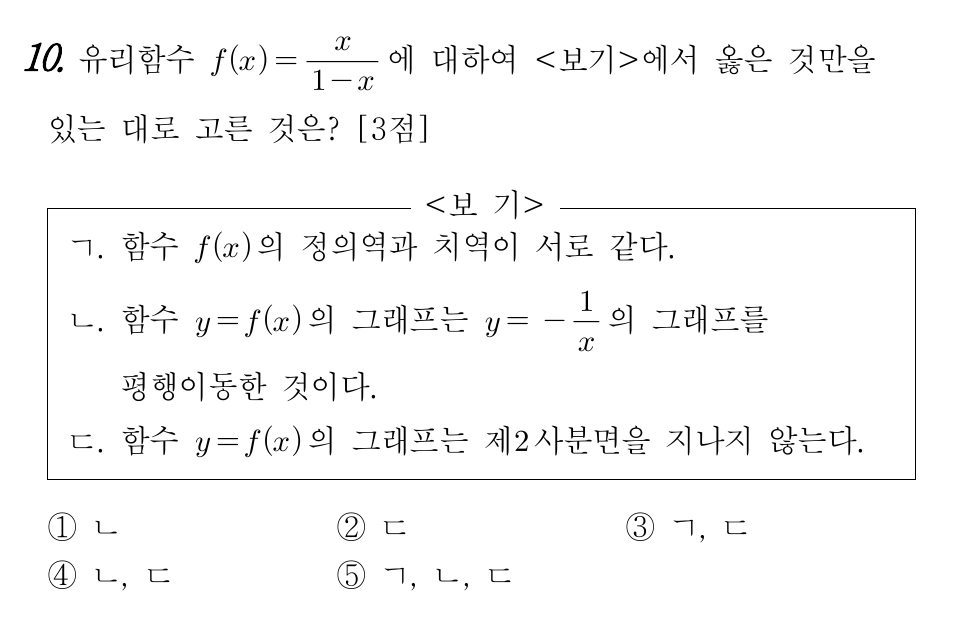 10. 유리함수 f(x)=x/(1-x) 에 대하여 <보기>에서 옳은 것만을
있는 대로 고른 것은? [3점]
<보 기>
ㄱ. 함수 f(x)의 정의역과 치역이 서로 같다.
ㄴ. 함수 y=f(x)의 그래프는 y=-1/x 의 그래프를
평행이동한 것이다.
ㄷ. 함수 y=f(x)의 그래프는 제2사분면을 지나지 않는다.
① ㄴ ② ㄷ ③ ㄱ, ㄷ
④ ㄴ, ㄷ ⑤ ㄱ, ㄴ, ㄷ